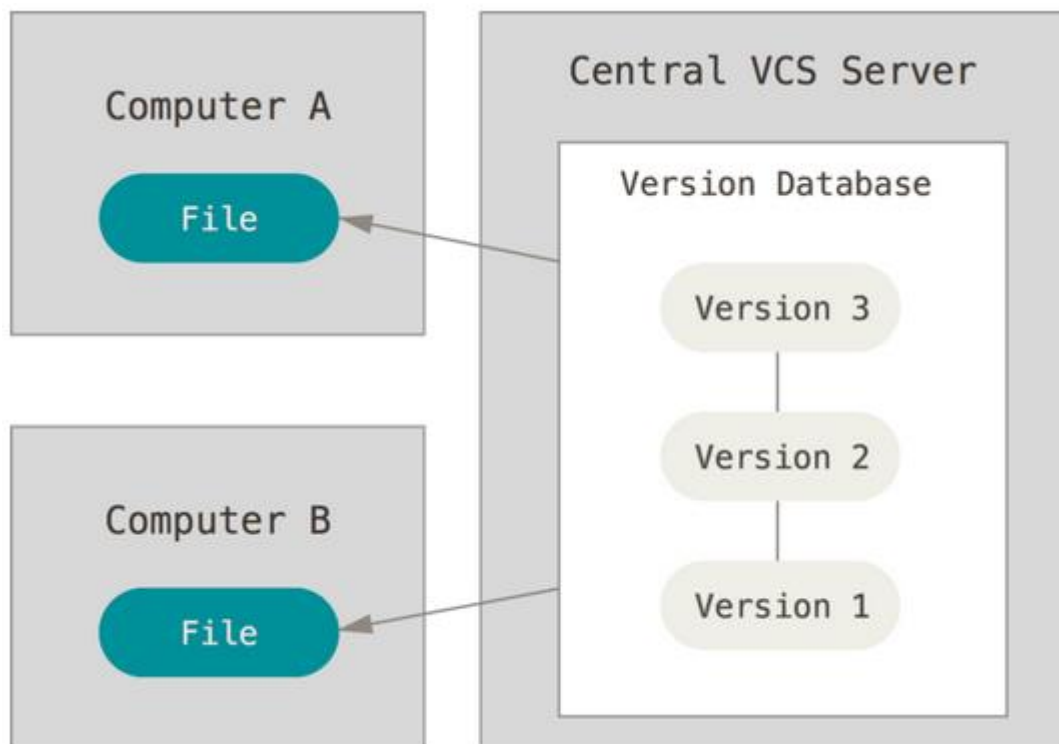 Computer A
File
Computer B
File
Central VCS Server
Version Database
Version 3
Version 2
Version 1